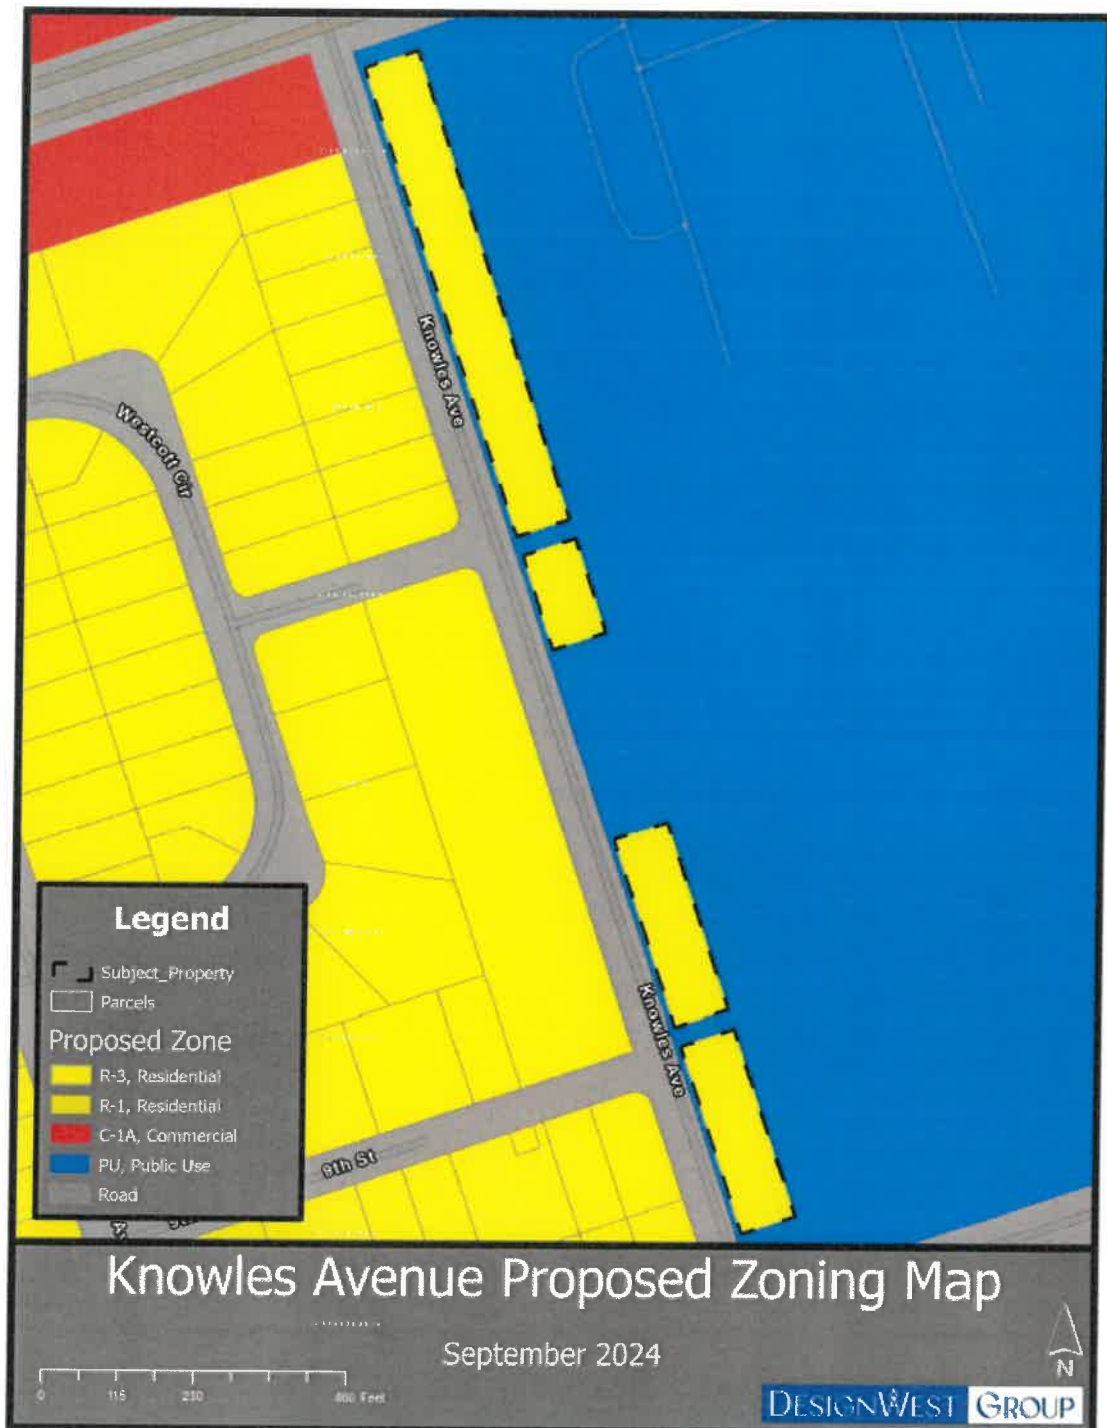 Knowles Ave
Westcott Cir
Knowles Ave
9th St
Legend
Subject_Property
Parcels
Proposed Zone
R-3, Residential
R-1, Residential
C-1A, Commercial
PU, Public Use
Road
Knowles Avenue Proposed Zoning Map
September 2024
0 115 230 460 Feet
N
DESIGNWEST GROUP